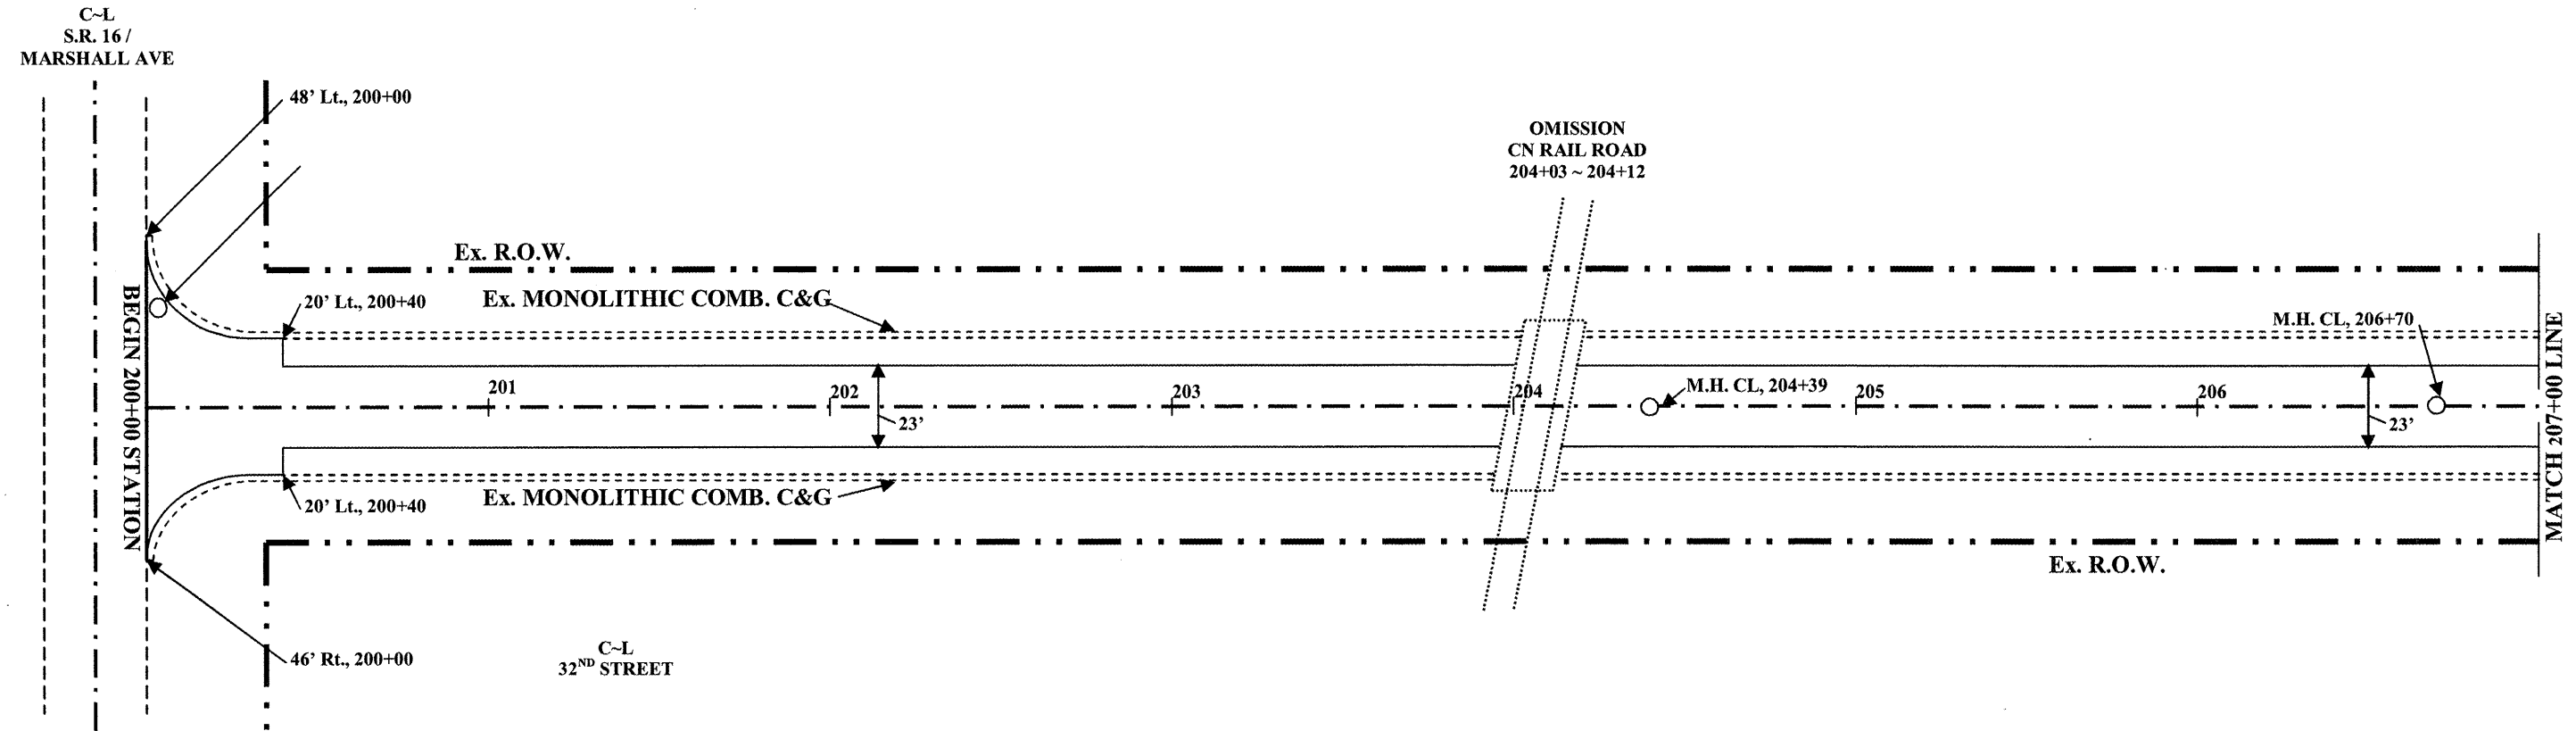 C~L
S.R. 16 /
MARSHALL AVE
48’ Lt., 200+00
OMISSION
CN RAIL ROAD
204+03 ~ 204+12
Ex. R.O.W.
BEGIN 200+00 STATION
20’ Lt., 200+40
Ex. MONOLITHIC COMB. C&G
M.H. CL, 206+70
MATCH 207+00 LINE
201
202
203
204
M.H. CL, 204+39
205
206
23’
23’
Ex. MONOLITHIC COMB. C&G
20’ Lt., 200+40
Ex. R.O.W.
46’ Rt., 200+00
C~L
32ND STREET